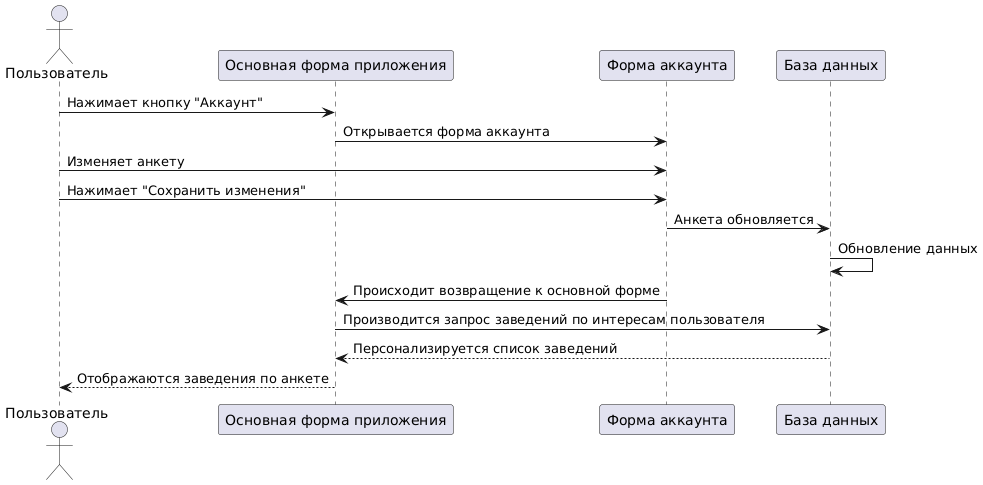 Пользователь
Основная форма приложения
Форма аккаунта
База данных
Нажимает кнопку "Аккаунт"
Открывается форма аккаунта
Изменяет анкету
Нажимает "Сохранить изменения"
Анкета обновляется
Обновление данных
Происходит возвращение к основной форме
Производится запрос заведений по интересам пользователя
Персонализируется список заведений
Отображаются заведения по анкете
Пользователь
Основная форма приложения
Форма аккаунта
База данных